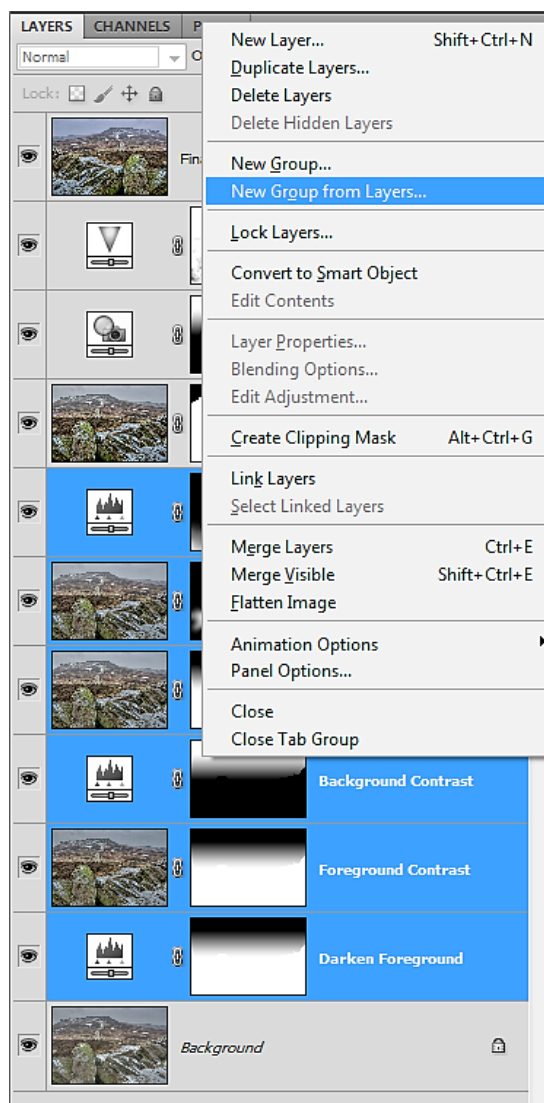 LAYERS CHANNELS
Normal
Lock:
New Layer... Shift+Ctrl+N
Duplicate Layers...
Delete Layers
Delete Hidden Layers
New Group...
New Group from Layers...
Lock Layers...
Convert to Smart Object
Edit Contents
Layer Properties...
Blending Options...
Edit Adjustment...
Create Clipping Mask Alt+Ctrl+G
Link Layers
Select Linked Layers
Merge Layers Ctrl+E
Merge Visible Shift+Ctrl+E
Flatten Image
Animation Options
Panel Options...
Close
Close Tab Group
Background Contrast
Foreground Contrast
Darken Foreground
Background